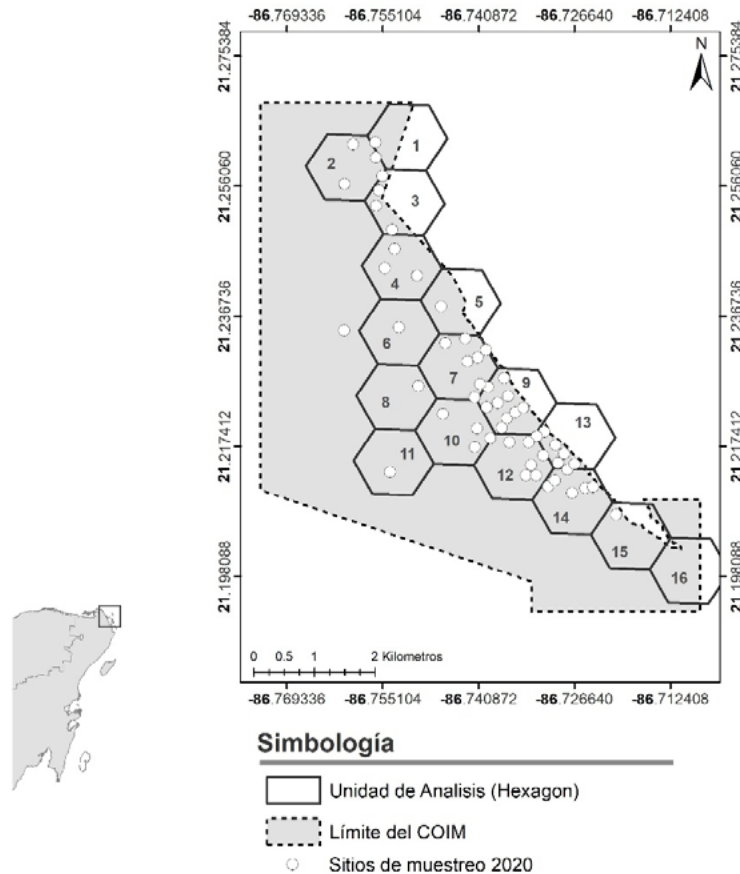 -86.769336 -86.755104 -86.740872 -86.726640 -86.712408
21.275384 21.275384
N
1
2
21.256060 21.256060
3
4
5
21.236736 21.236736
6
7
9
8
13
10
21.217412 21.217412
11
12
14
15
16
21.198088 21.198088
0 0.5 1 2 Kilometros
-86.769336 -86.755104 -86.740872 -86.726640 -86.712408
Simbología
Unidad de Analisis (Hexagon)
Límite del COIM
Sitios de muestreo 2020